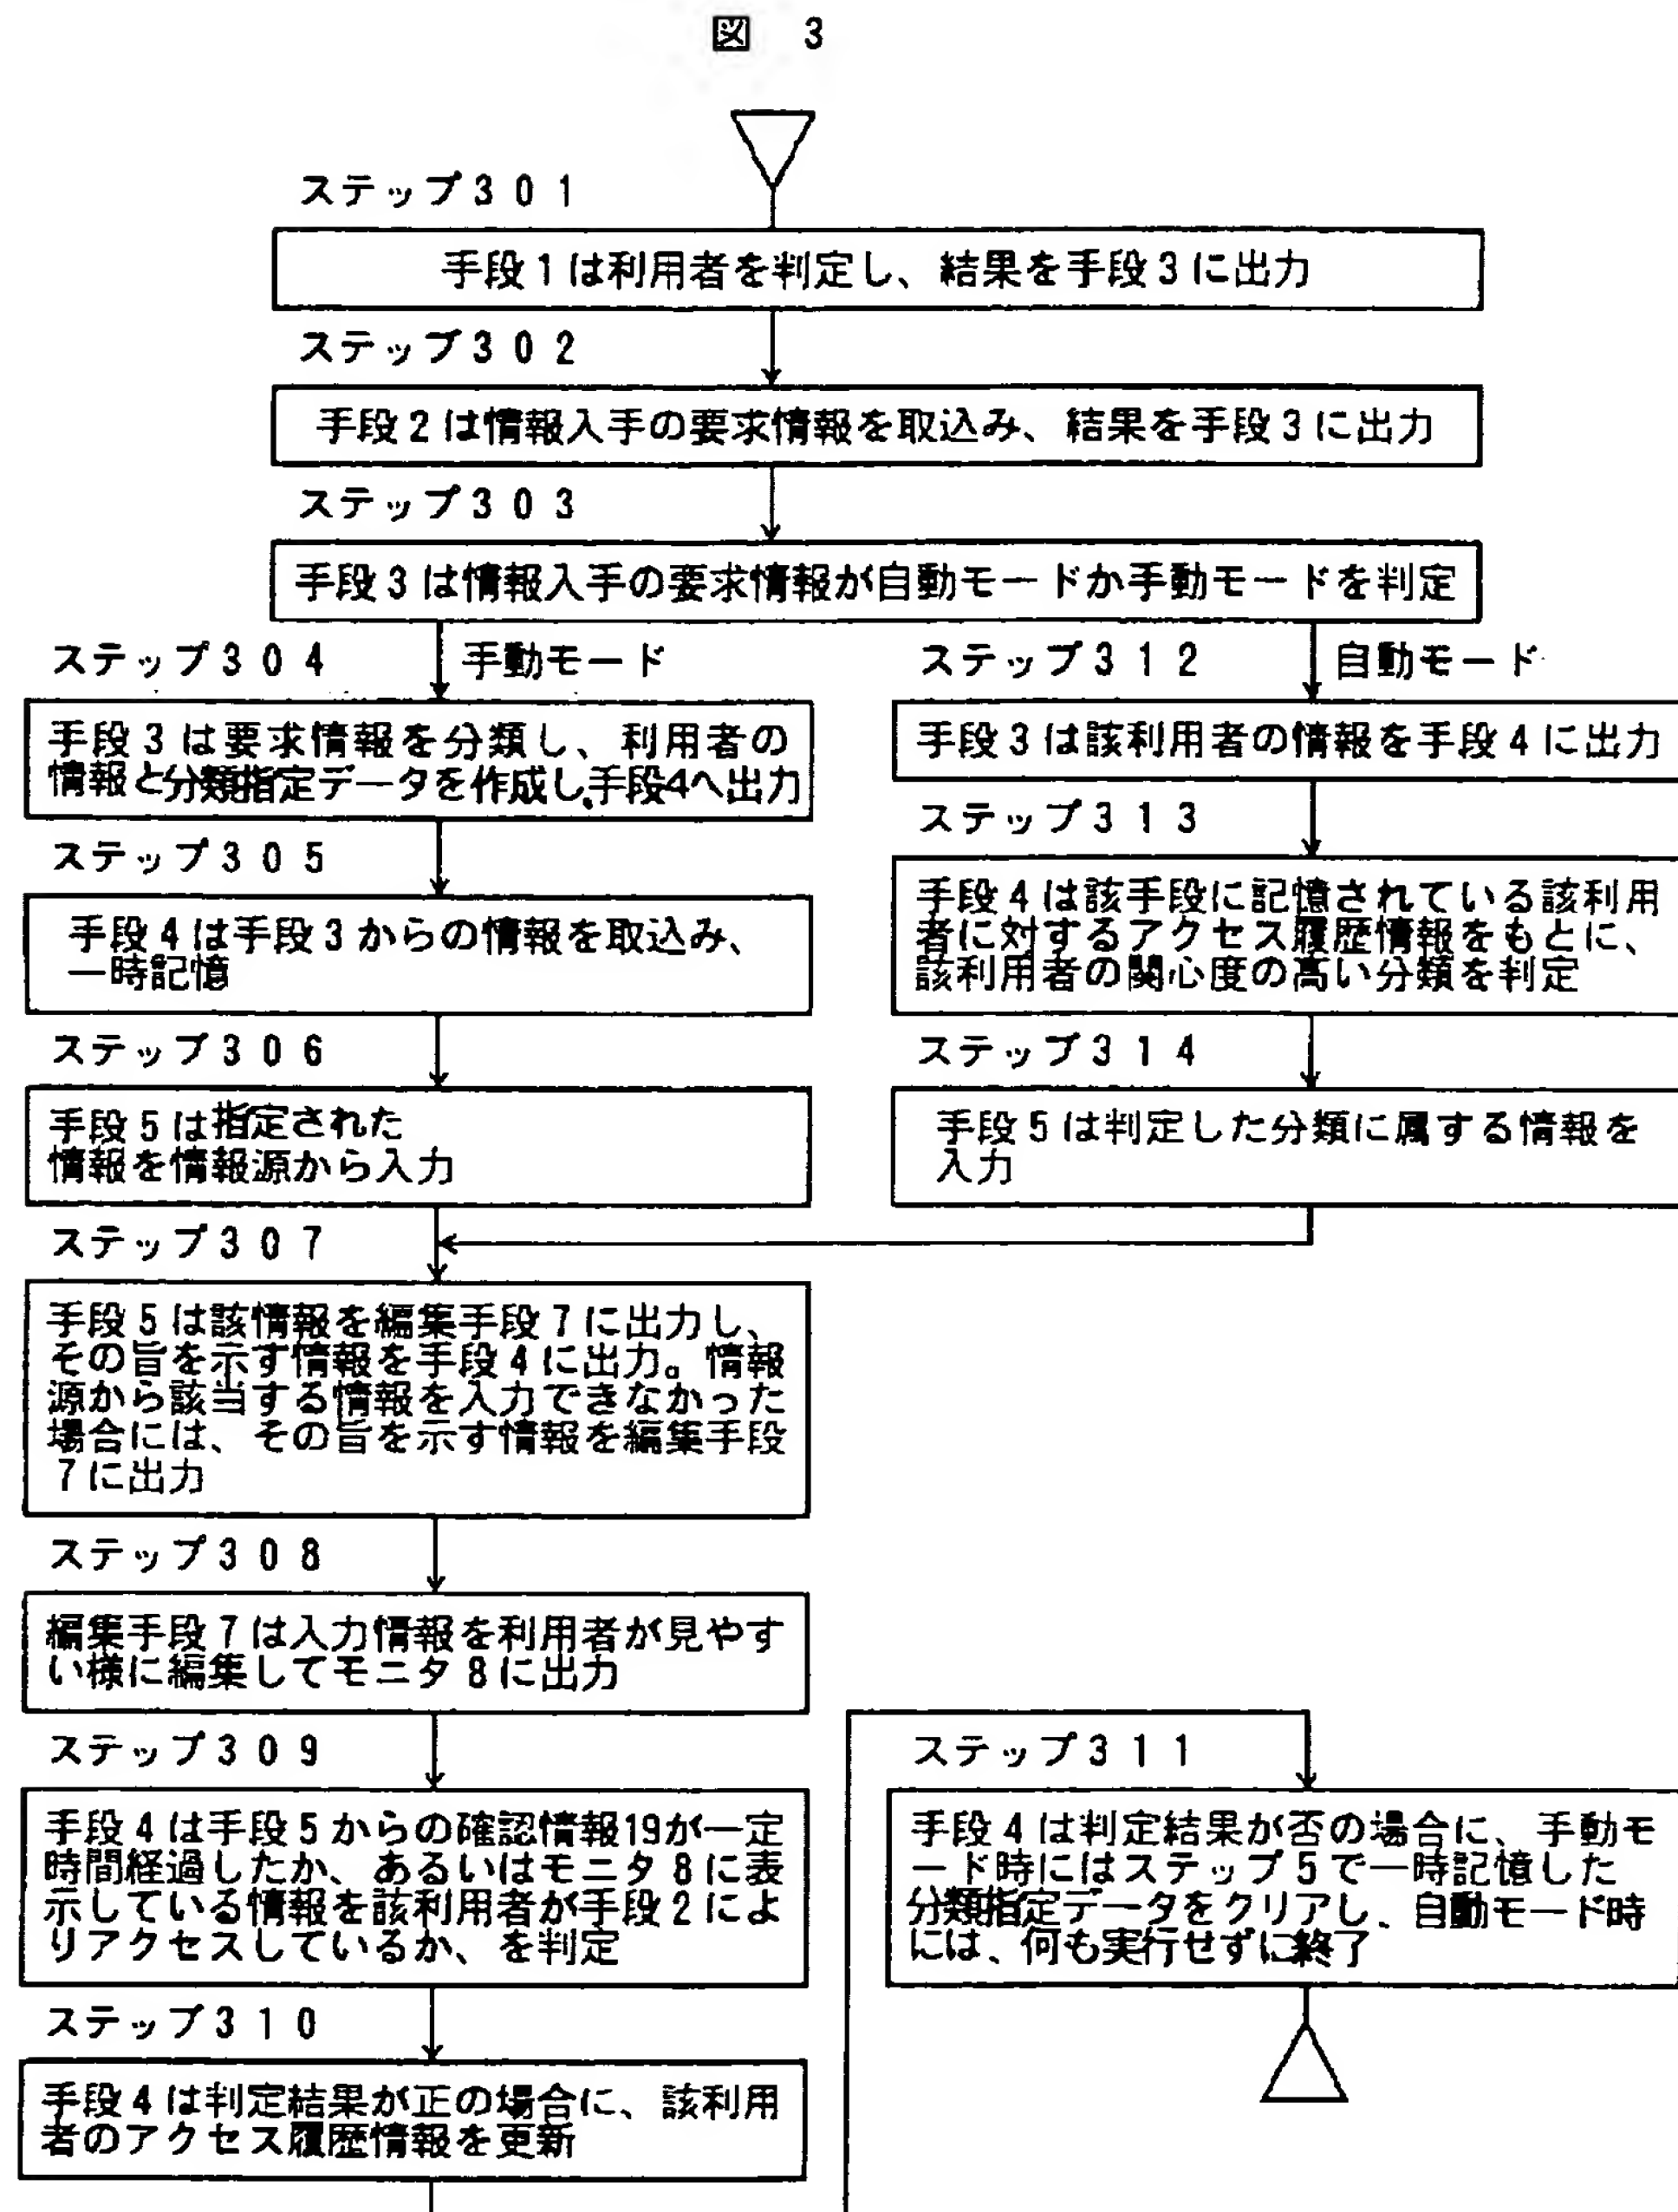 図 3
ステップ301
手段1は利用者を判定し、結果を手段3に出力
ステップ302
手段2は情報入手の要求情報を取込み、結果を手段3に出力
ステップ303
手段3は情報入手の要求情報が自動モードか手動モードを判定
ステップ304 手動モード
手段3は要求情報を分類し、利用者の
情報と分類指定データを作成し、手段4へ出力
ステップ305
手段4は手段3からの情報を取込み、
一時記憶
ステップ306
手段5は指定された
情報を情報源から入力
ステップ312 自動モード
手段3は該利用者の情報を手段4に出力
ステップ313
手段4は該手段に記憶されている該利用
者に対するアクセス履歴情報をもとに、
該利用者の関心度の高い分類を判定
ステップ314
手段5は判定した分類に属する情報を
入力
ステップ307
手段5は該情報を編集手段7に出力し、
その旨を示す情報を手段4に出力。情報
源から該当する情報を入力できなかった
場合には、その旨を示す情報を編集手段
7に出力
ステップ308
編集手段7は入力情報を利用者が見やす
い様に編集してモニタ8に出力
ステップ309
手段4は手段5からの確認情報19が一定
時間経過したか、あるいはモニタ8に表
示している情報を該利用者が手段2によ
りアクセスしているか、を判定
ステップ310
手段4は判定結果が正の場合に、該利用
者のアクセス履歴情報を更新
ステップ311
手段4は判定結果が否の場合に、手動モ
ード時にはステップ5で一時記憶した
分類指定データをクリアし、自動モード時
には、何も実行せずに終了